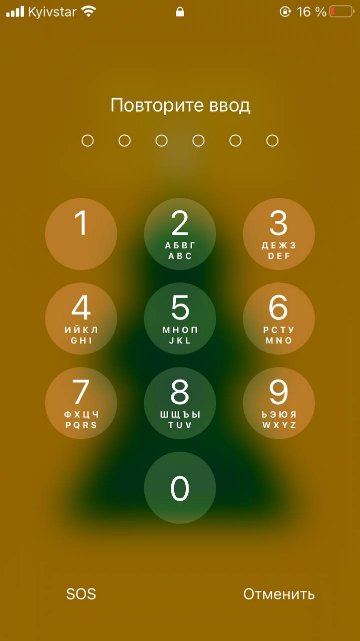 Kyivstar 16 %
Повторите ввод
1
2
АБВГ
ABC
3
ДЕЖЗ
DEF
4
ИЙКЛ
GHI
5
МНОП
JKL
6
РСТУ
MNO
7
ФХЦЧ
PQRS
8
ШЩЪЫ
TUV
9
ЬЭЮЯ
WXYZ
0
SOS Отменить